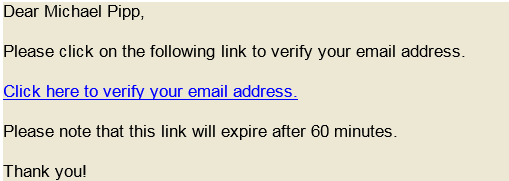 Dear Michael Pipp,
Please click on the following link to verify your email address.
Click here to verify your email address.
Please note that this link will expire after 60 minutes.
Thank you!